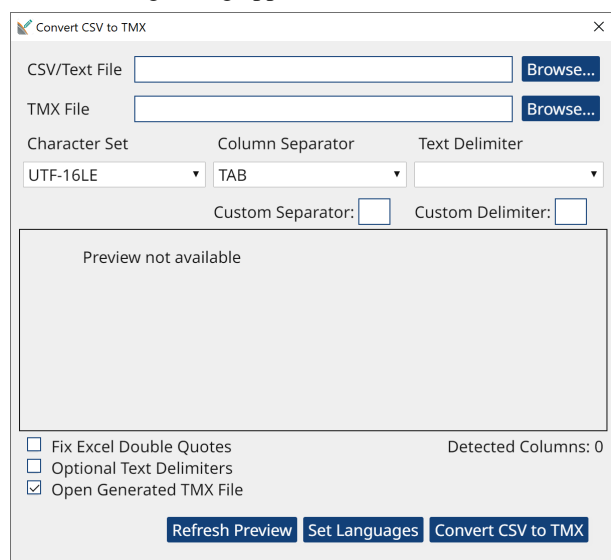 Convert CSV to TMX
CSV/Text File Browse...
TMX File Browse...
Character Set Column Separator Text Delimiter
UTF-16LE TAB
Custom Separator: Custom Delimiter:
Preview not available
Fix Excel Double Quotes Detected Columns: 0
Optional Text Delimiters
Open Generated TMX File
Refresh Preview Set Languages Convert CSV to TMX